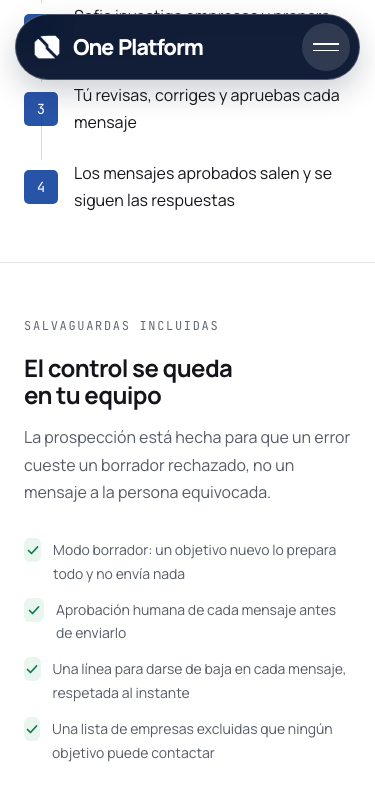 One Platform
3
Tú revisas, corriges y apruebas cada
mensaje
4
Los mensajes aprobados salen y se
siguen las respuestas
SALVAGUARDAS INCLUIDAS
El control se queda
en tu equipo
La prospección está hecha para que un error
cueste un borrador rechazado, no un
mensaje a la persona equivocada.
Modo borrador: un objetivo nuevo lo prepara
todo y no envía nada
Aprobación humana de cada mensaje antes
de enviarlo
Una línea para darse de baja en cada mensaje,
respetada al instante
Una lista de empresas excluidas que ningún
objetivo puede contactar